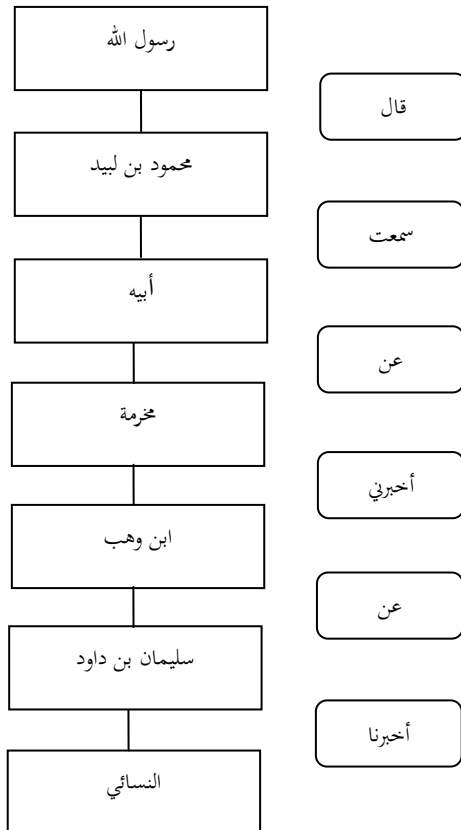 رسول الله
قال
محمود بن لبيد
سمعت
أبيه
عن
مخرمة
أخبرني
ابن وهب
عن
سليمان بن داود
أخبرنا
النسائي